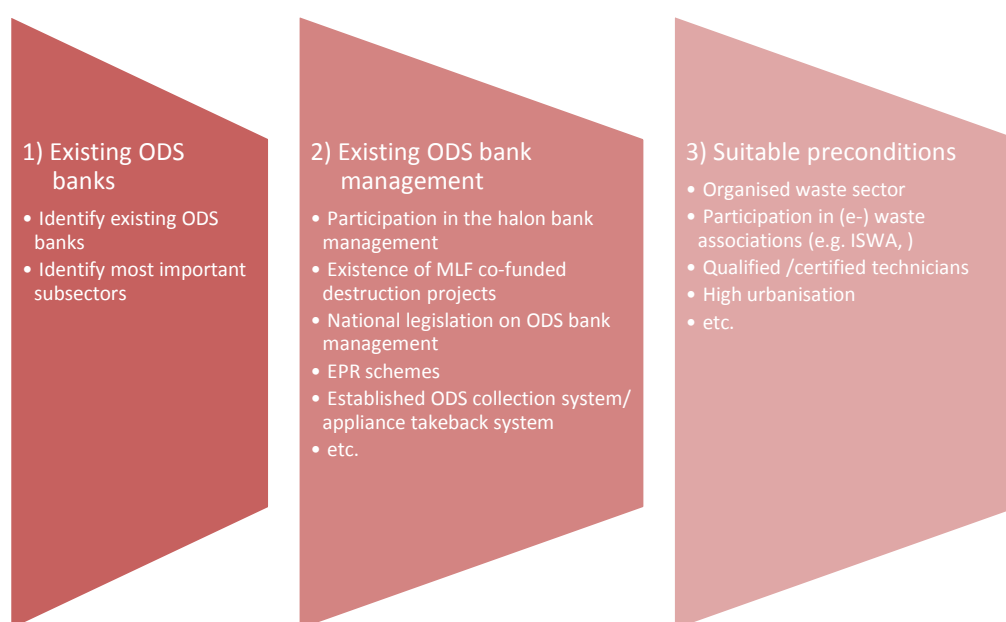 1) Existing ODS
banks
• Identify existing ODS
banks
• Identify most important
subsectors
2) Existing ODS bank
management
• Participation in the halon bank
management
• Existence of MLF co-funded
destruction projects
• National legislation on ODS bank
management
• EPR schemes
• Established ODS collection system/
appliance takeback system
• etc.
3) Suitable preconditions
• Organised waste sector
• Participation in (e-) waste
associations (e.g. ISWA, )
• Qualified /certified technicians
• High urbanisation
• etc.